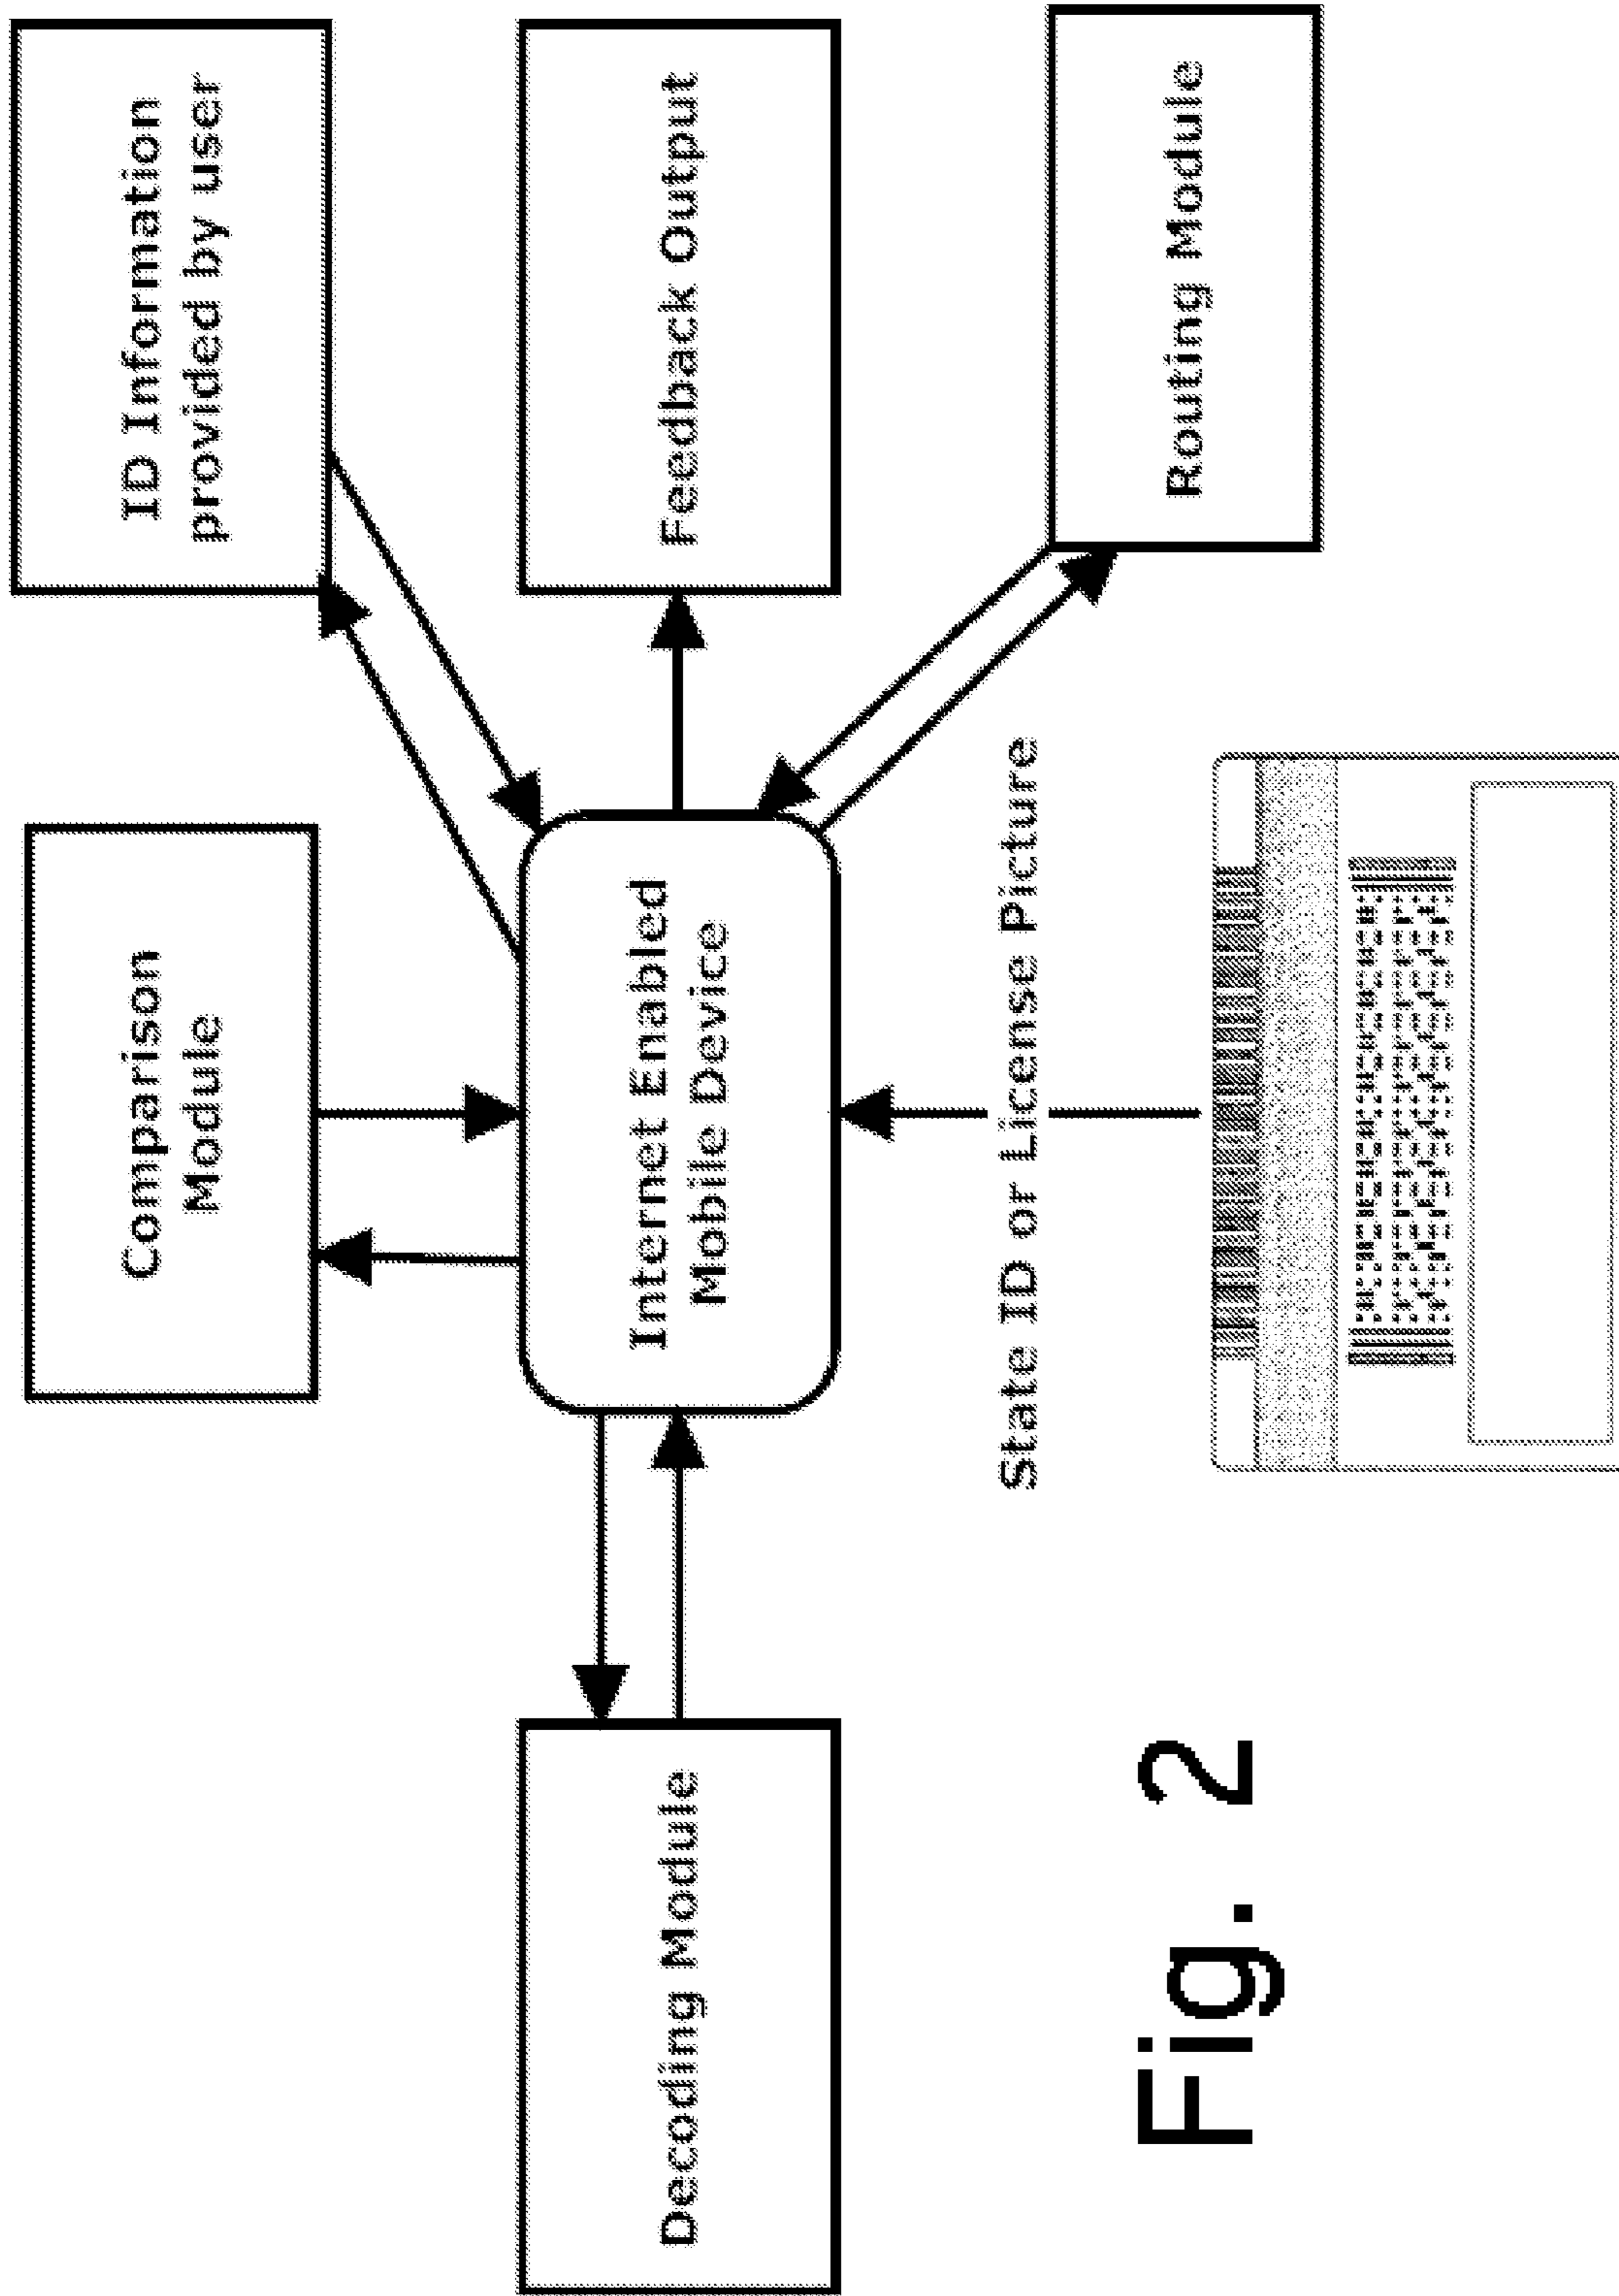 Comparison
Module
ID Information
provided by user
Decoding Module
Internet Enabled
Mobile Device
Feedback Output
State ID or License Picture
Routing Module
Fig. 2